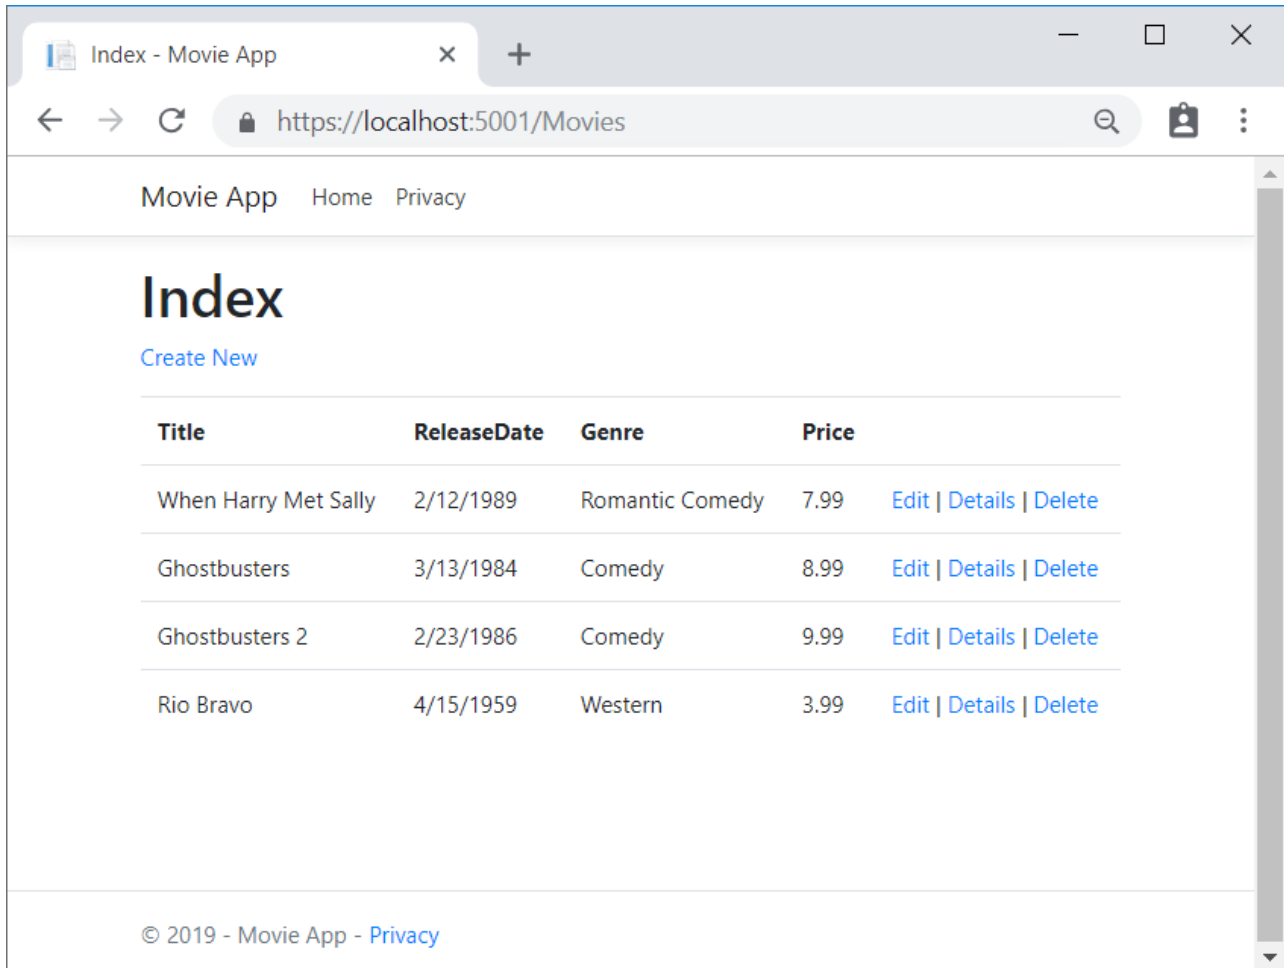 Index - Movie App
https://localhost:5001/Movies
Movie App Home Privacy
Index
Create New
Title ReleaseDate Genre Price
When Harry Met Sally 2/12/1989 Romantic Comedy 7.99 Edit | Details | Delete
Ghostbusters 3/13/1984 Comedy 8.99 Edit | Details | Delete
Ghostbusters 2 2/23/1986 Comedy 9.99 Edit | Details | Delete
Rio Bravo 4/15/1959 Western 3.99 Edit | Details | Delete
© 2019 - Movie App - Privacy